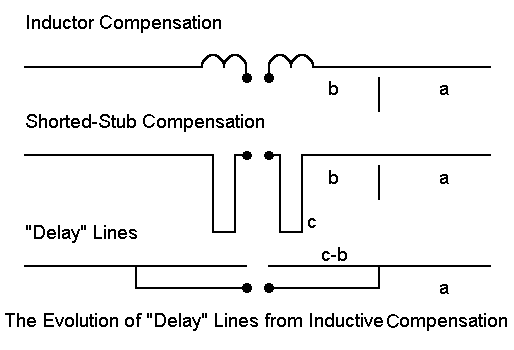 Inductor Compensation
b a
Shorted-Stub Compensation
b a
c
"Delay" Lines
c-b
a
The Evolution of "Delay" Lines from Inductive Compensation